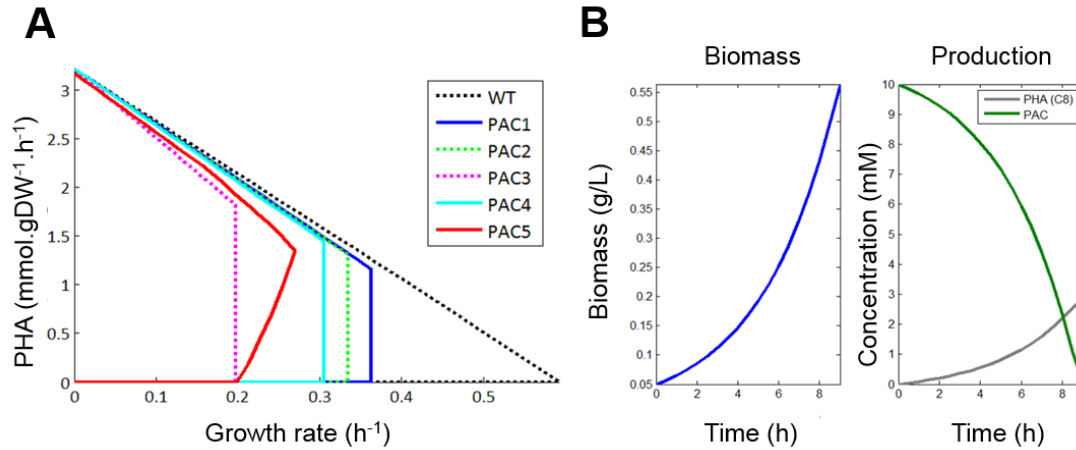 A
PHA (mmol.gDW⁻¹.h⁻¹)
3
2.5
2
1.5
1
0.5
0
0 0.1 0.2 0.3 0.4 0.5
Growth rate (h⁻¹)
WT
PAC1
PAC2
PAC3
PAC4
PAC5
B
Biomass
Biomass (g/L)
0.55
0.5
0.45
0.4
0.35
0.3
0.25
0.2
0.15
0.1
0.05
0 2 4 6 8
Time (h)
Production
Concentration (mM)
10
9
8
7
6
5
4
3
2
1
0
0 2 4 6 8
Time (h)
PHA (C8)
PAC